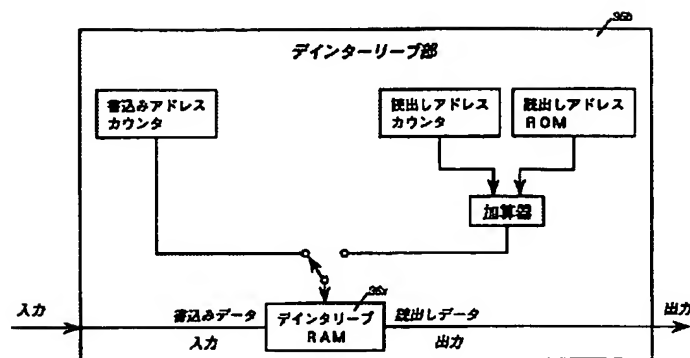 36b
デインターリーブ部
書込みアドレス
カウンタ
読出しアドレス
カウンタ
読出しアドレス
ROM
加算器
36a
入力
書込みデータ
入力
デインタリーブ
RAM
読出しデータ
出力
出力